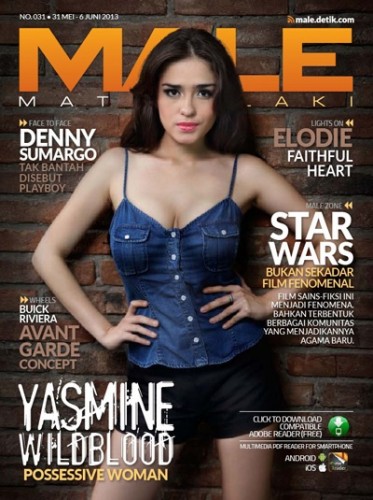 NO. 031 • 31 MEI - 6 JUNI 2013
male.detik.com
MALE
MAT LAKI
FACE TO FACE
DENNY
SUMARGO
TAK BANTAH
DISEBUT
PLAYBOY
LIGHTS ON
ELODIE
FAITHFUL
HEART
MALE ZONE
STAR
WARS
BUKAN SEKADAR
FILM FENOMENAL
FILM SAINS-FIKSI INI
MENJADI FENOMENA.
BAHKAN TERBENTUK
BERBAGAI KOMUNITAS
YANG MENJADIKANNYA
AGAMA BARU.
WHEELS
BUICK
RIVIERA
AVANT
GARDE
CONCEPT
YASMINE
WILDBLOOD
POSSESSIVE WOMAN
CLICK TO DOWNLOAD
COMPATIBLE
ADOBE READER (FREE)
MULTIMEDIA PDF READER FOR SMARTPHONE
ANDROID
iOS